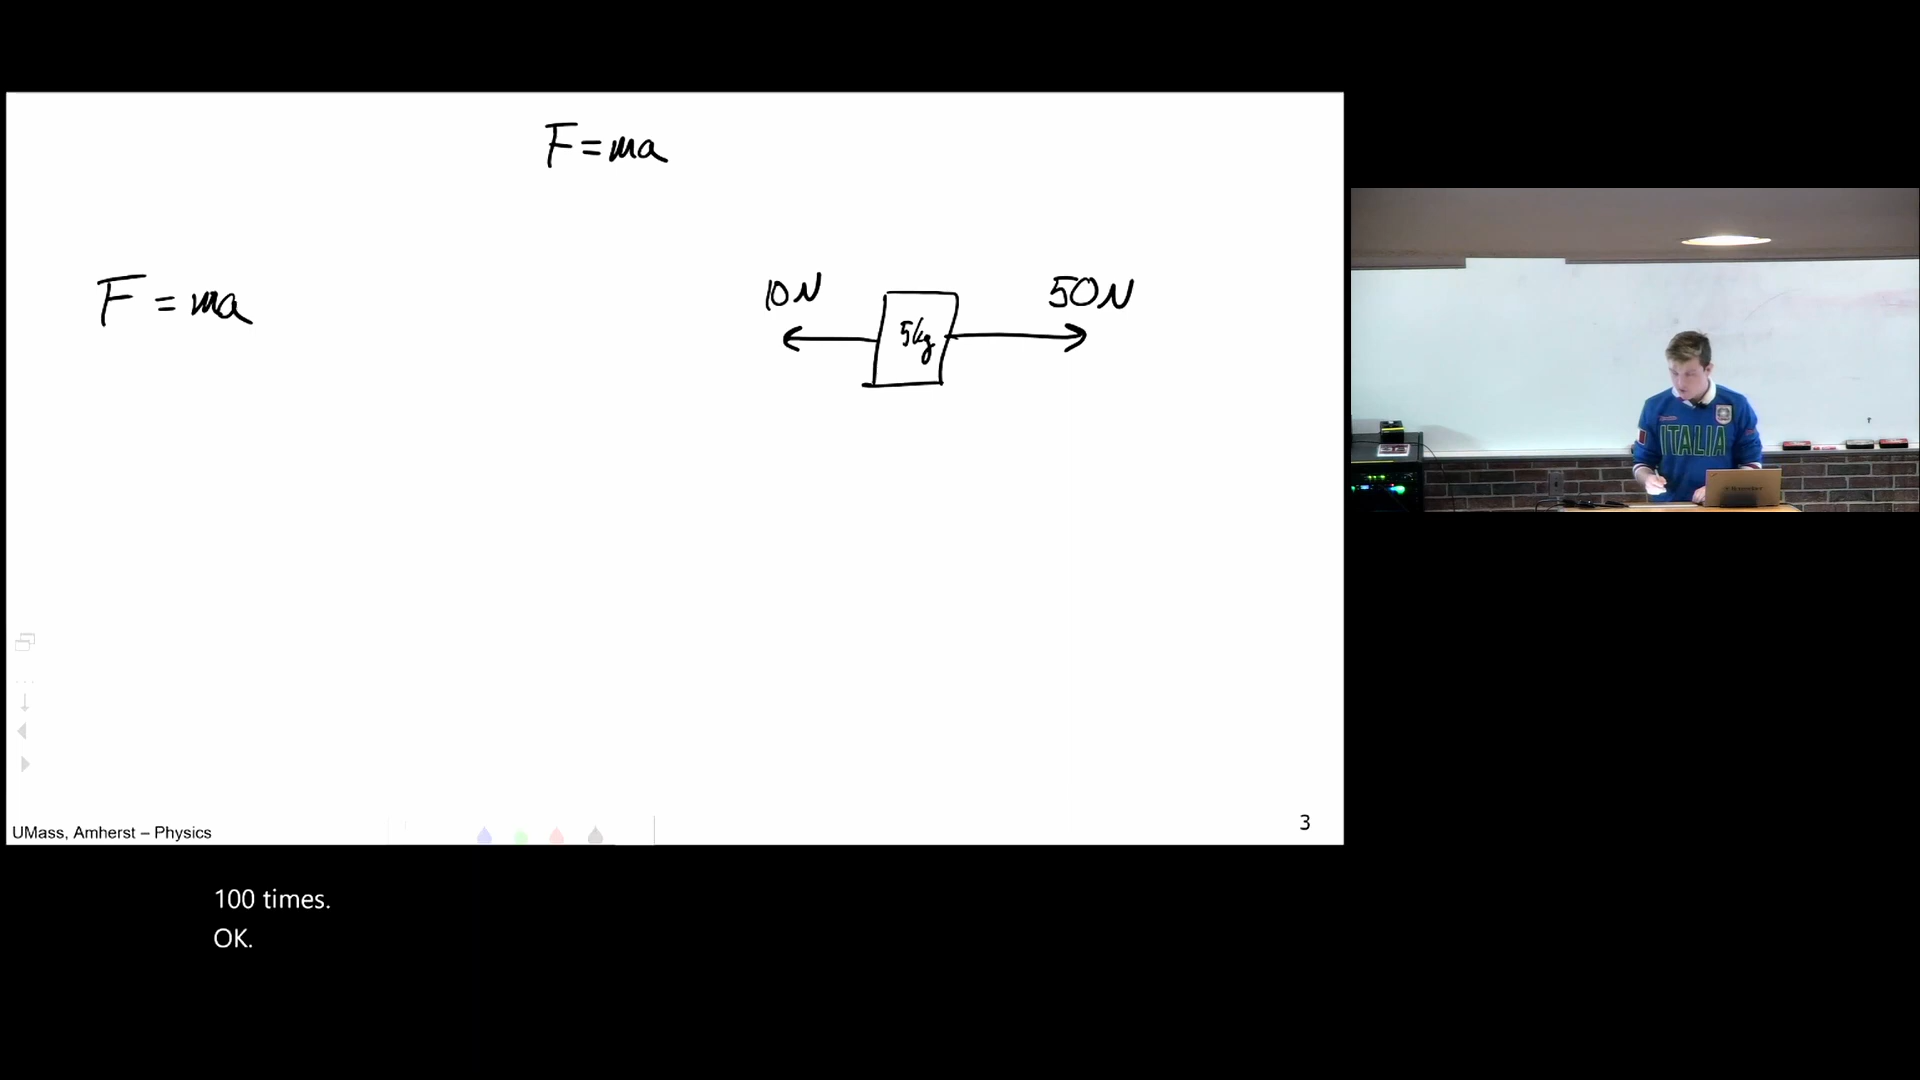 F = ma
F = ma
10N
50N
5kg
ITALIA
UMass, Amherst – Physics
3
100 times.
OK.